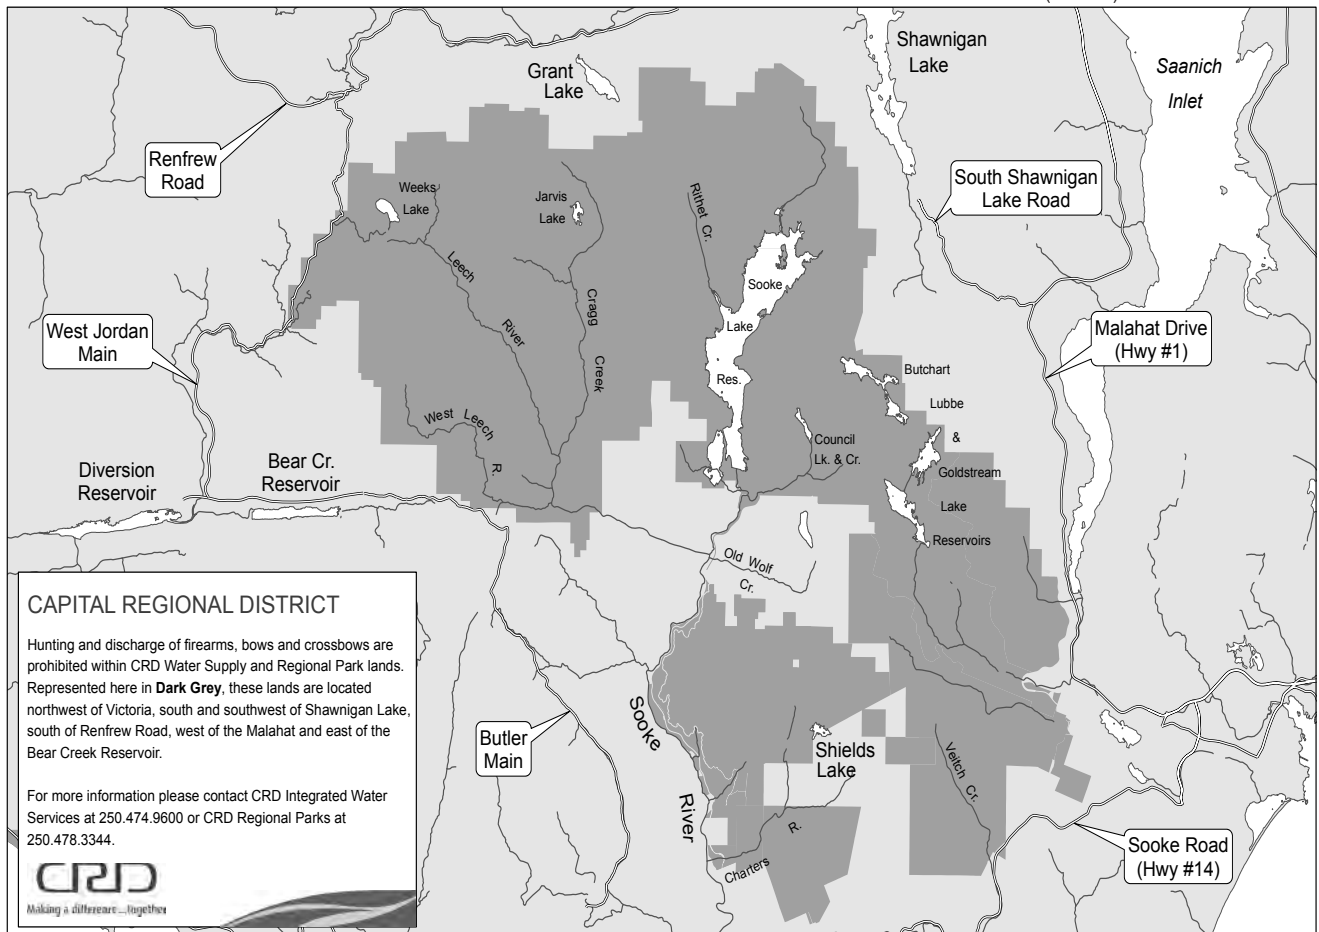 Shawnigan
Lake
Saanich
Inlet
Grant
Lake
Renfrew
Road
Weeks
Lake
Jarvis
Lake
Rithet Cr.
South Shawnigan
Lake Road
Leech
River
Cragg
Creek
Sooke
Lake
Res.
West Jordan
Main
Malahat Drive
(Hwy #1)
Butchart
Lubbe
&
Goldstream
Lake
Reservoirs
West Leech
R.
Council
Lk. & Cr.
Diversion
Reservoir
Bear Cr.
Reservoir
Old Wolf
Cr.
CAPITAL REGIONAL DISTRICT
Hunting and discharge of firearms, bows and crossbows are
prohibited within CRD Water Supply and Regional Park lands.
Represented here in Dark Grey, these lands are located
northwest of Victoria, south and southwest of Shawnigan Lake,
south of Renfrew Road, west of the Malahat and east of the
Bear Creek Reservoir.
For more information please contact CRD Integrated Water
Services at 250.474.9600 or CRD Regional Parks at
250.478.3344.
CRD
Making a difference...together
Sooke
River
Butler
Main
Shields
Lake
Veitch Cr.
Charters
R.
Sooke Road
(Hwy #14)